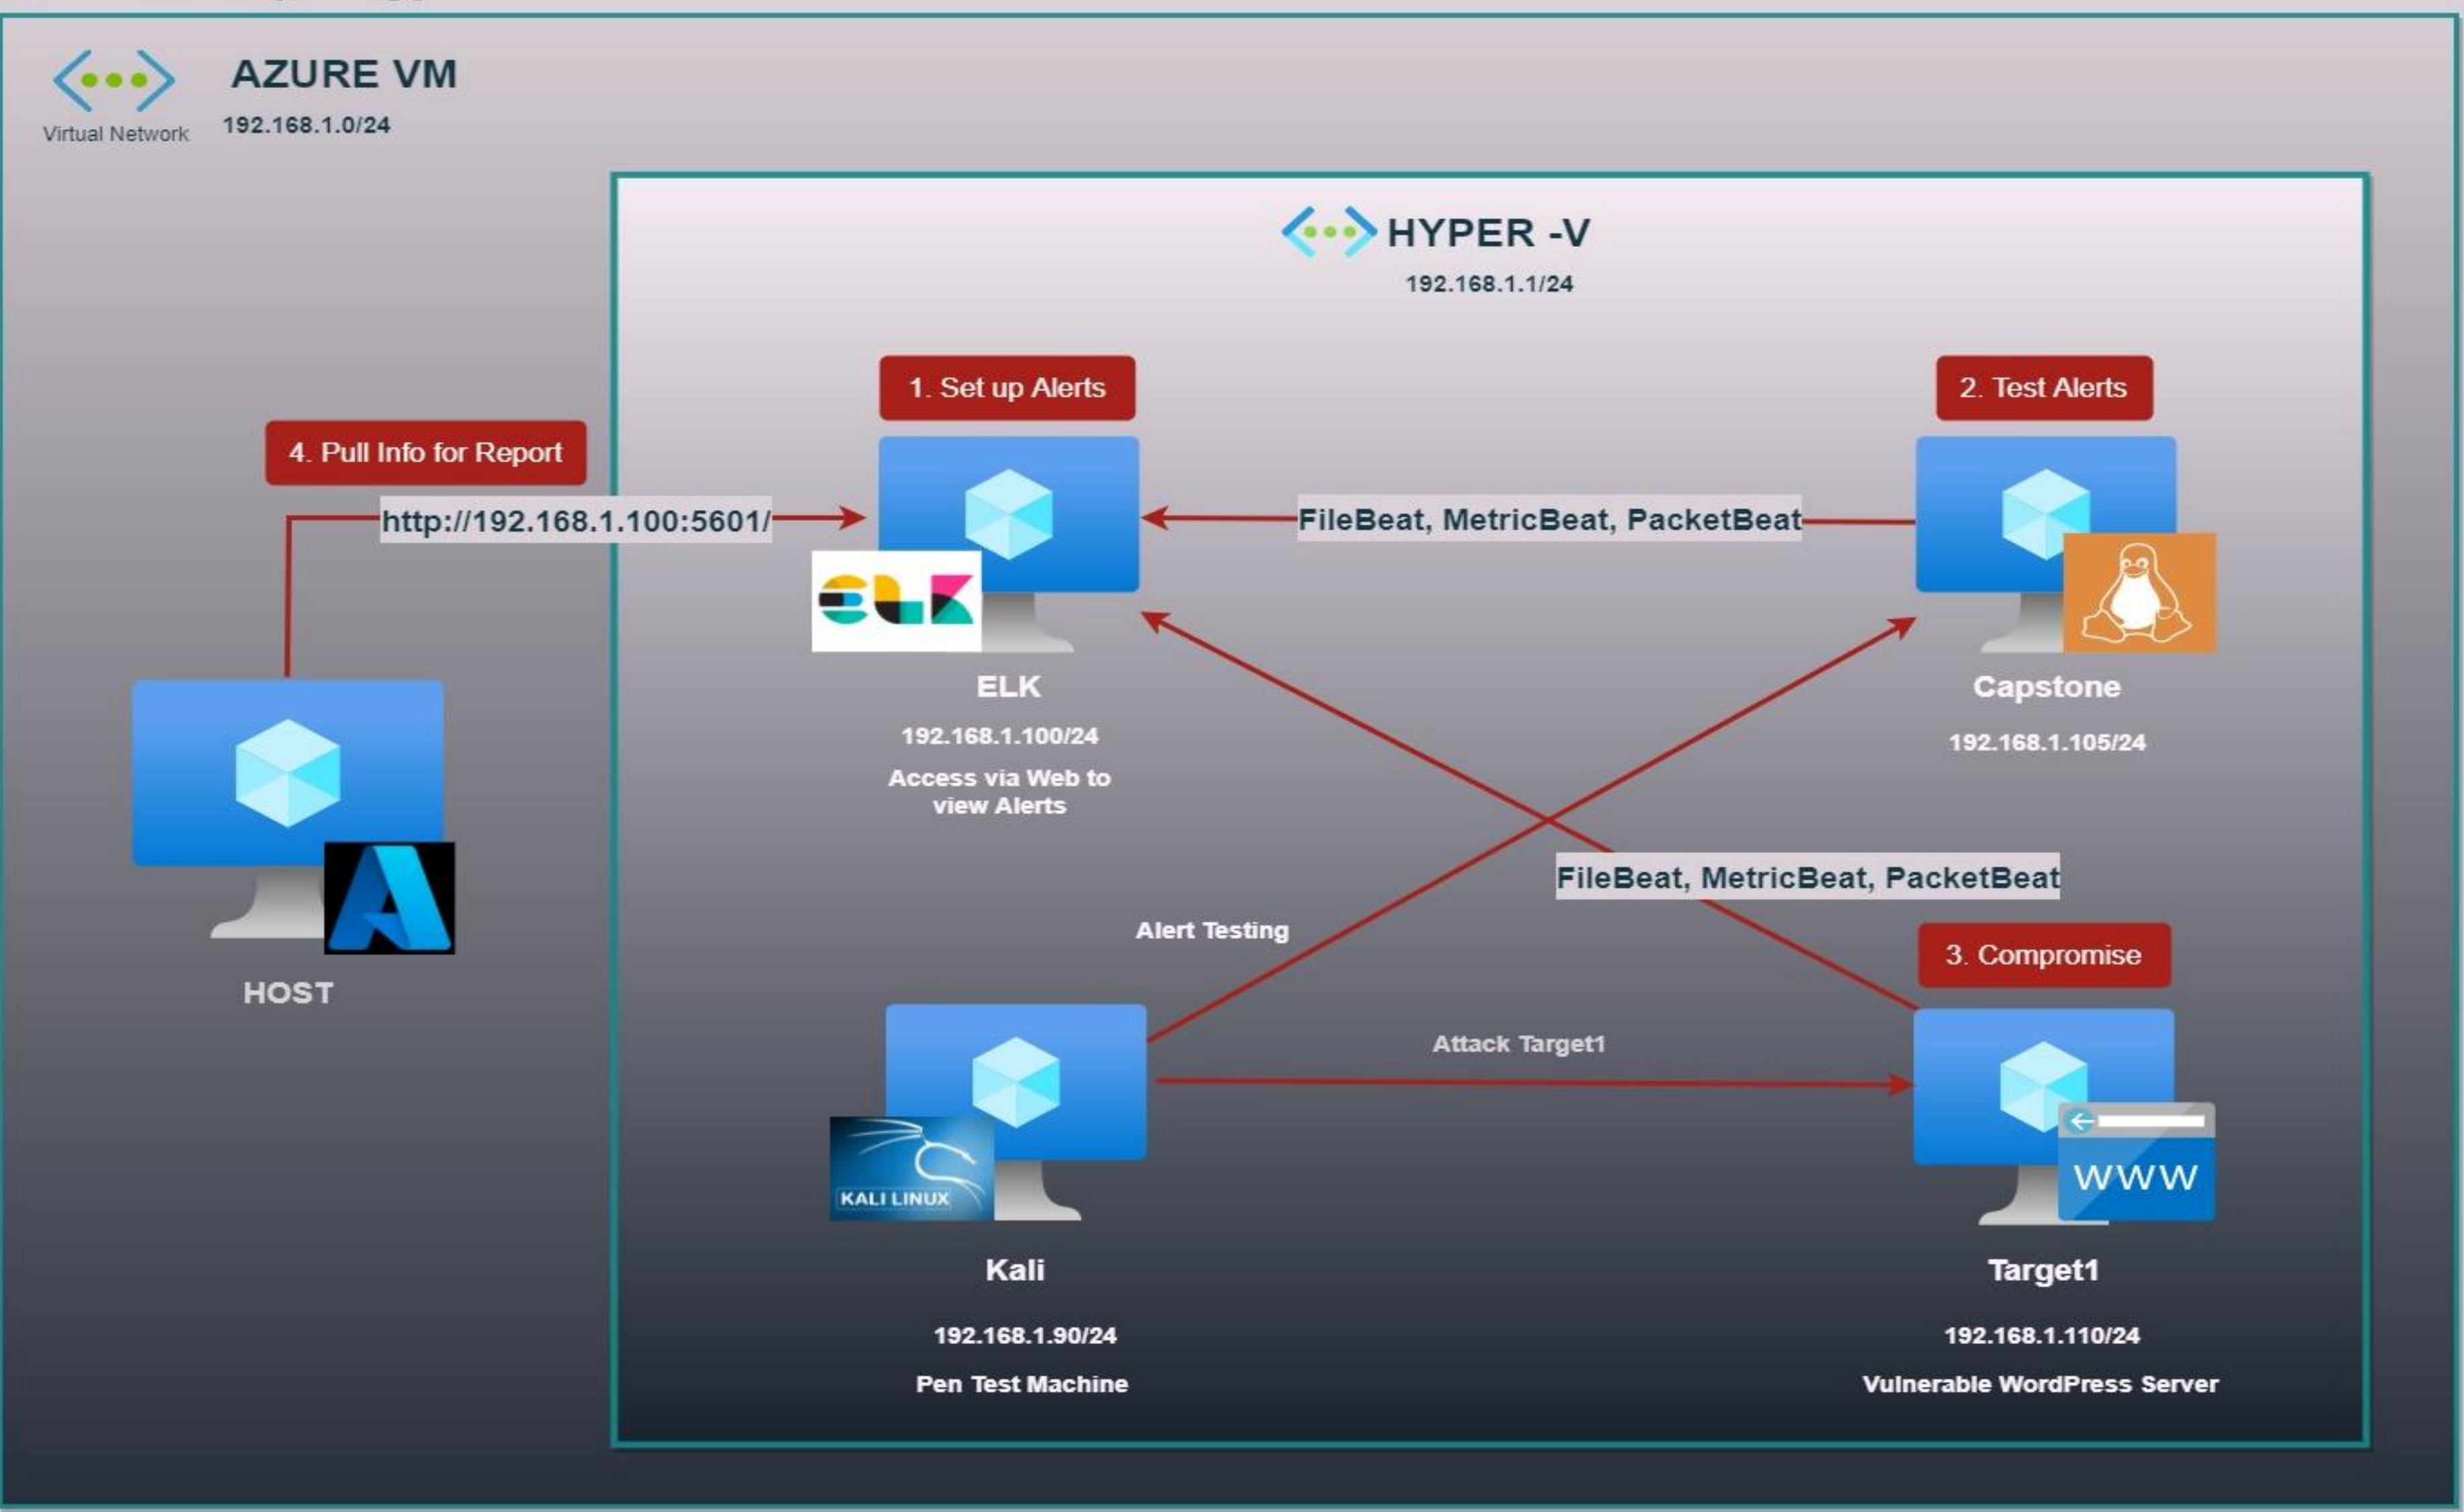 AZURE VM
Virtual Network
192.168.1.0/24
HYPER -V
192.168.1.1/24
1. Set up Alerts
2. Test Alerts
4. Pull Info for Report
http://192.168.1.100:5601/
FileBeat, MetricBeat, PacketBeat
ELK
ELK
192.168.1.100/24
Access via Web to
view Alerts
Capstone
192.168.1.105/24
HOST
FileBeat, MetricBeat, PacketBeat
Alert Testing
3. Compromise
Attack Target1
KALI LINUX
WWW
Kali
192.168.1.90/24
Pen Test Machine
Target1
192.168.1.110/24
Vulnerable WordPress Server